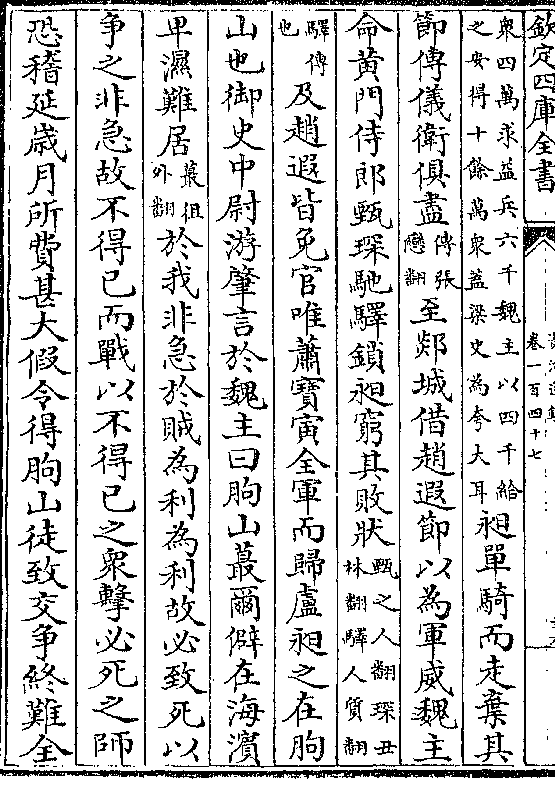 欽定四庫全書
卷一百四十七
衆四萬求益兵六千魏主以四千給
之安得十餘萬衆蓋梁史為夸大耳
昶單騎而走棄其
節傳儀衛俱盡
傳張
戀翻
至郯城借趙遐節以為軍威魏主
命黃門侍郎甄琛馳驛鎖昶窮其敗狀
甄之人翻琛丑
林翻驛人質翻
驛傳
也
及趙遐皆免官唯蕭寶寅全軍而歸盧昶之在朐
山也御史中尉游肇言於魏主曰朐山蕞爾僻在海濱
卑濕難居
蕞徂
外翻
於我非急於賊為利為利故必致死以
争之非急故不得已而戰以不得已之衆擊必死之師
恐稽延歲月所費甚大假令得朐山徒致交争終難全